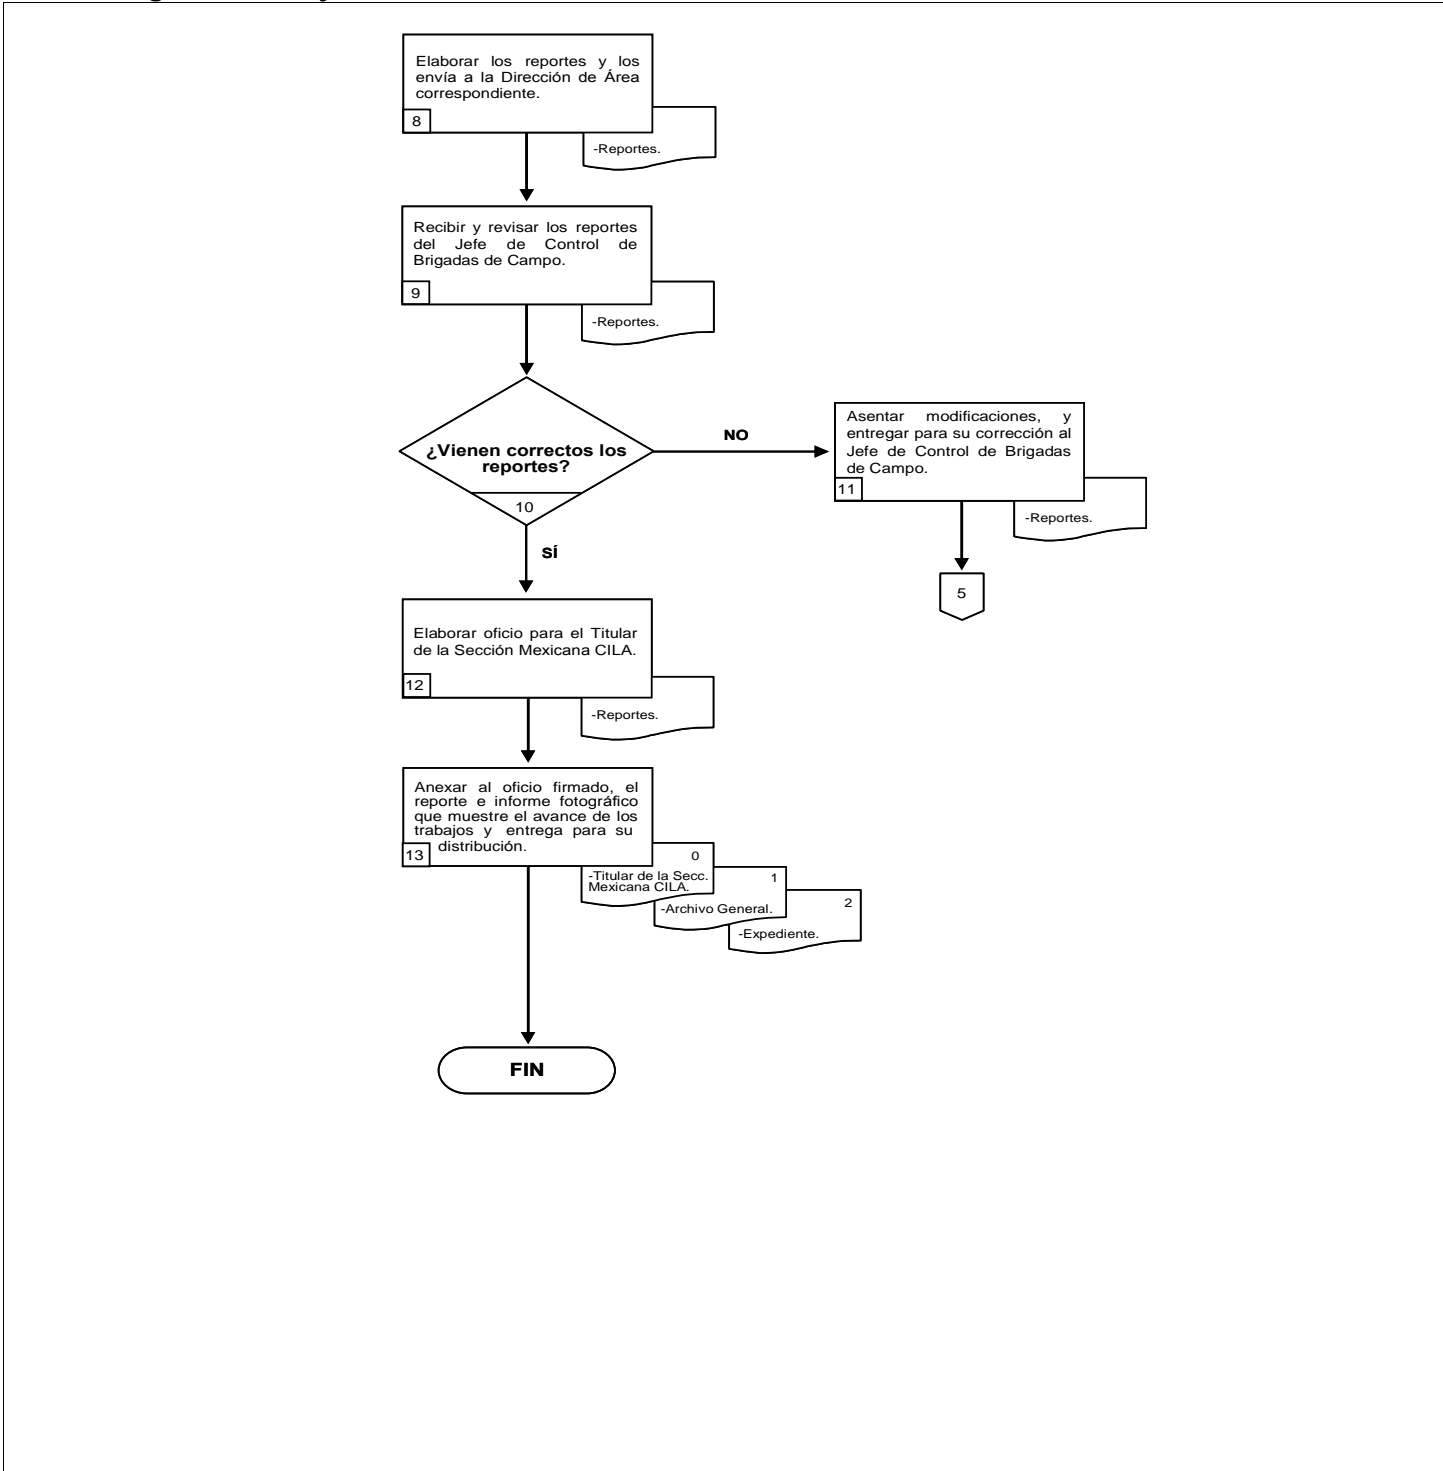 Elaborar los reportes y los
envía a la Dirección de Área
correspondiente.
8
-Reportes.
Recibir y revisar los reportes
del Jefe de Control de
Brigadas de Campo.
9
-Reportes.
¿Vienen correctos los
reportes?
10
NO
Asentar modificaciones, y
entregar para su corrección al
Jefe de Control de Brigadas
de Campo.
11
-Reportes.
5
SÍ
Elaborar oficio para el Titular
de la Sección Mexicana CILA.
12
-Reportes.
Anexar al oficio firmado, el
reporte e informe fotográfico
que muestre el avance de los
trabajos y entrega para su
distribución.
13
0
-Titular de la Secc.
Mexicana CILA.
1
-Archivo General.
2
-Expediente.
FIN